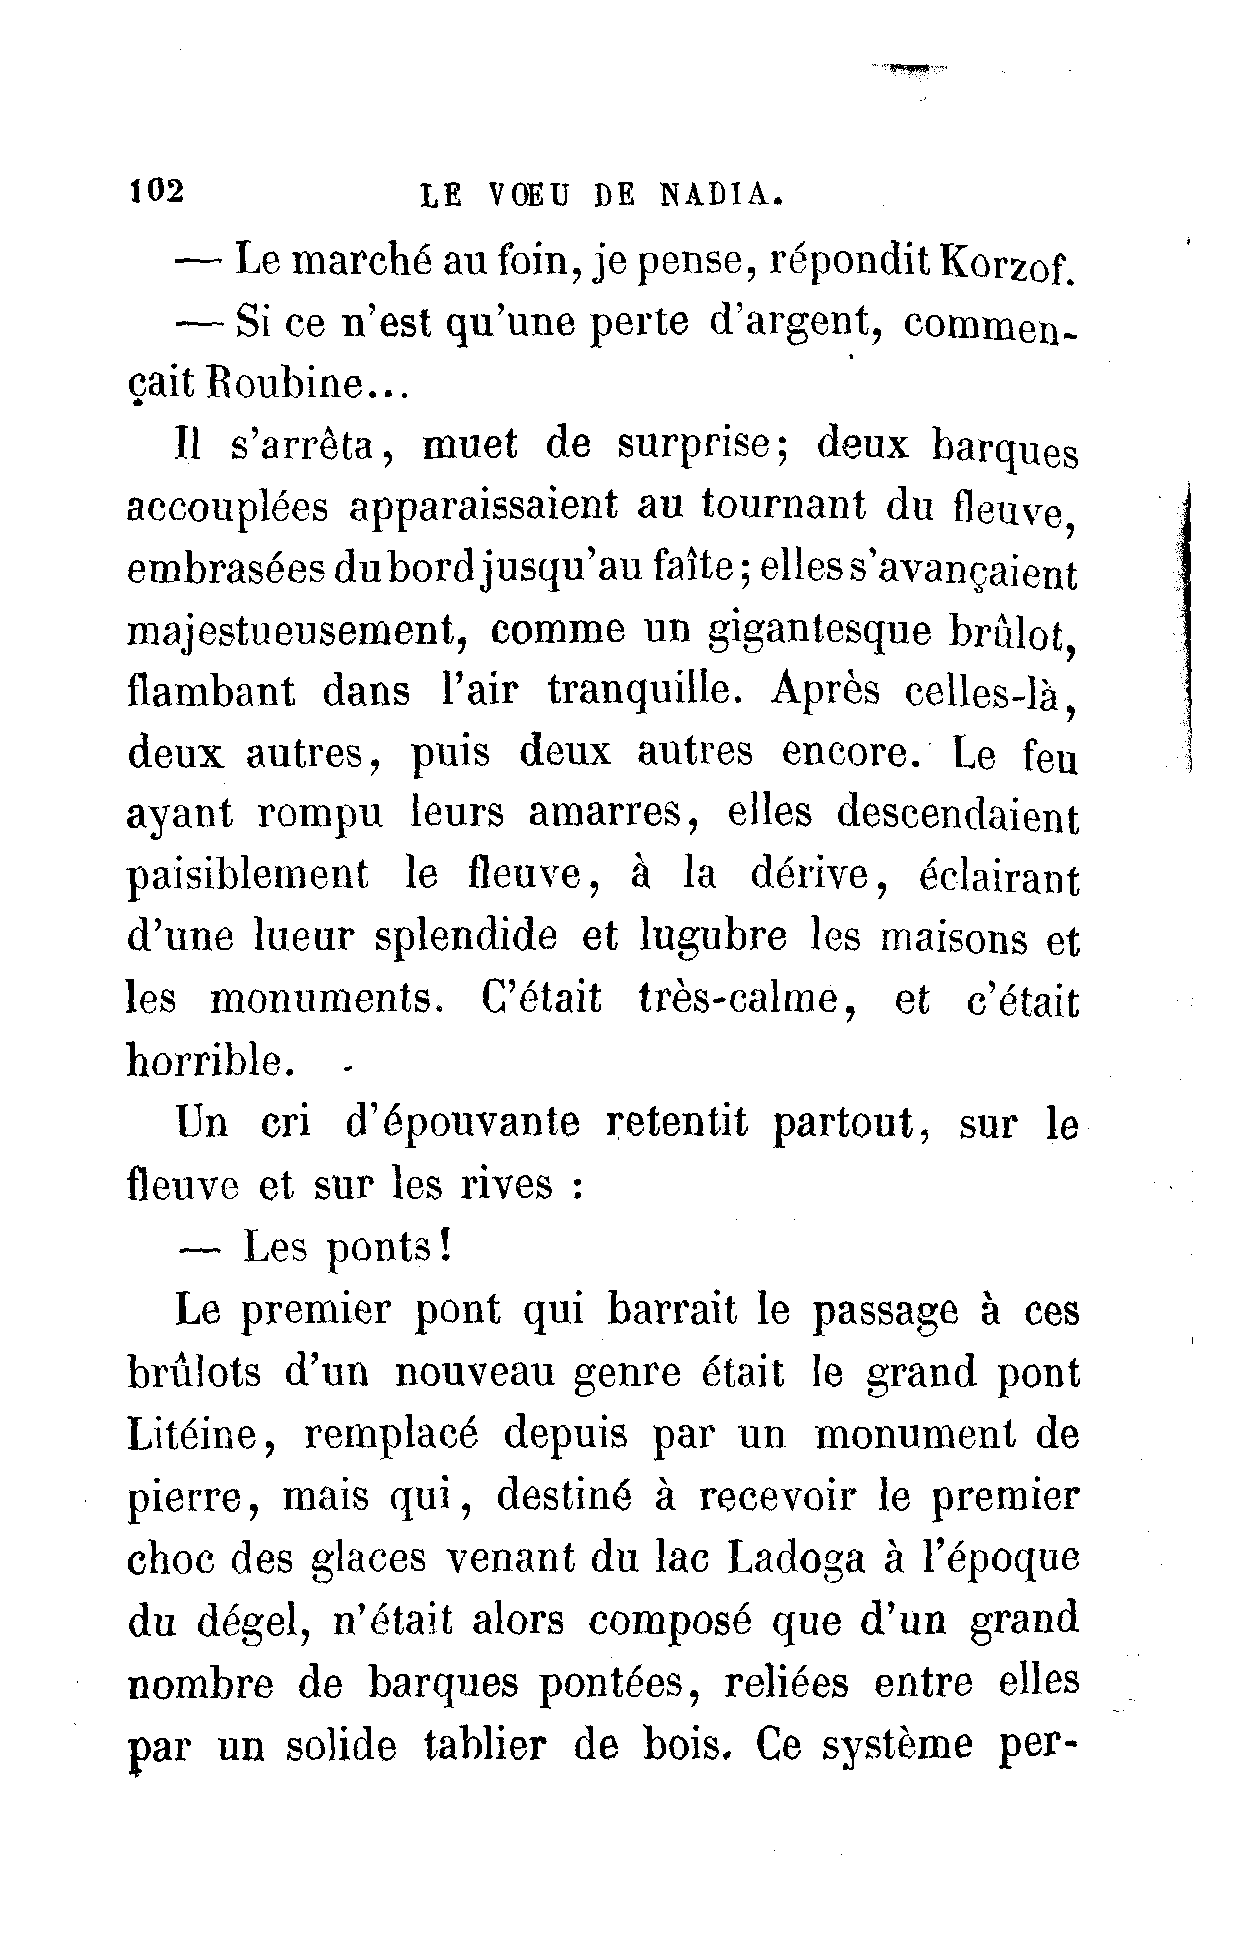 102 LE VŒU DE NADIA.
— Le marché au foin, je pense, répondit Korzof.
— Si ce n'est qu'une perte d'argent, commen-
çait Roubine...
Il s'arrêta, muet de surprise; deux barques
accouplées apparaissaient au tournant du fleuve,
embrasées du bord jusqu'au faîte; elles s'avançaient
majestueusement, comme un gigantesque brûlot,
flambant dans l'air tranquille. Après celles-là,
deux autres, puis deux autres encore. Le feu
ayant rompu leurs amarres, elles descendaient
paisiblement le fleuve, à la dérive, éclairant
d'une lueur splendide et lugubre les maisons et
les monuments. C'était très-calme, et c'était
horrible.
Un cri d'épouvante retentit partout, sur le
fleuve et sur les rives :
— Les ponts!
Le premier pont qui barrait le passage à ces
brûlots d'un nouveau genre était le grand pont
Litéine, remplacé depuis par un monument de
pierre, mais qui, destiné à recevoir le premier
choc des glaces venant du lac Ladoga à l'époque
du dégel, n'était alors composé que d'un grand
nombre de barques pontées, reliées entre elles
par un solide tablier de bois. Ce système per-